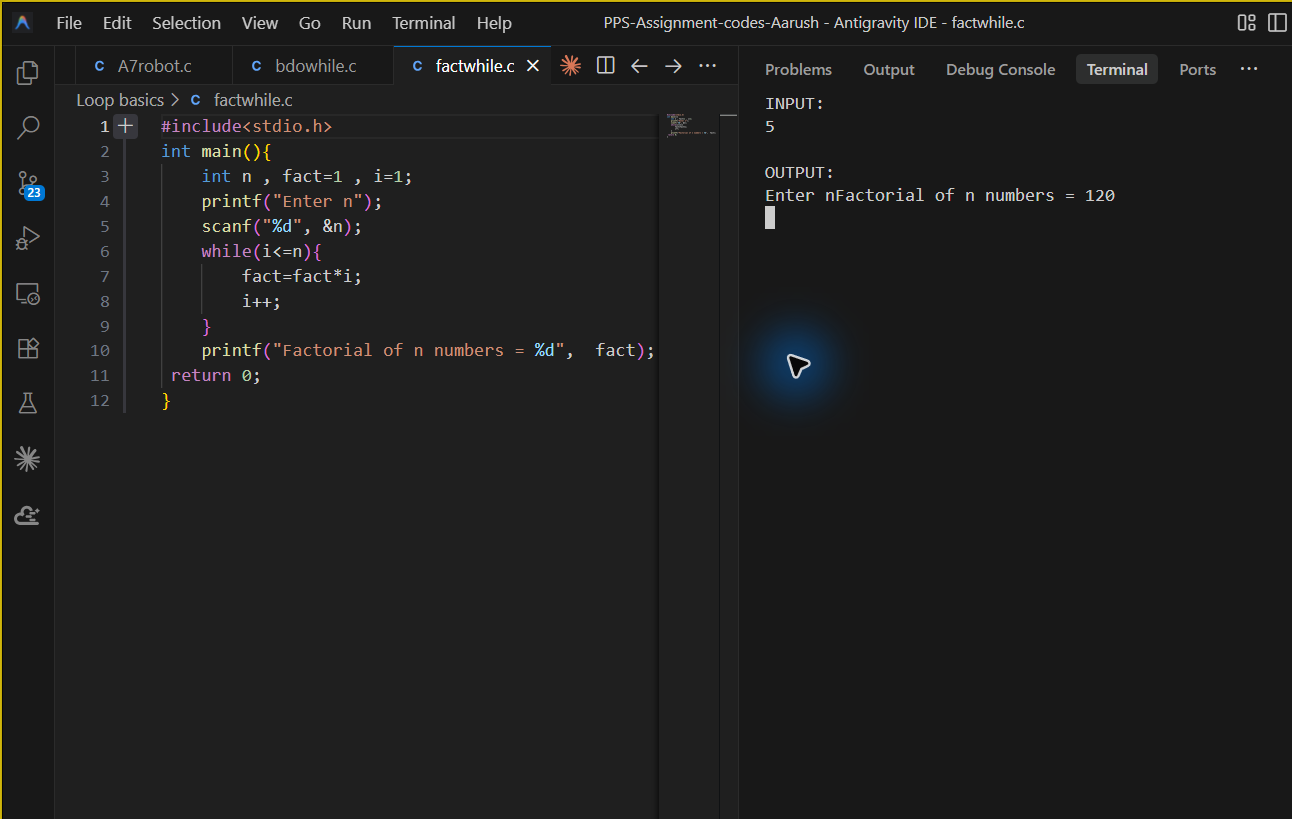 File Edit Selection View Go Run Terminal Help PPS-Assignment-codes-Aarush - Antigravity IDE - factwhile.c
C A7robot.c C bdowhile.c C factwhile.c
Loop basics > C factwhile.c
1 #include<stdio.h>
2 int main(){
3 int n , fact=1 , i=1;
4 printf("Enter n");
5 scanf("%d", &n);
6 while(i<=n){
7 fact=fact*i;
8 i++;
9 }
10 printf("Factorial of n numbers = %d",  fact);
11 return 0;
12 }
23
Problems Output Debug Console Terminal Ports ···
INPUT:
5
OUTPUT:
Enter nFactorial of n numbers = 120